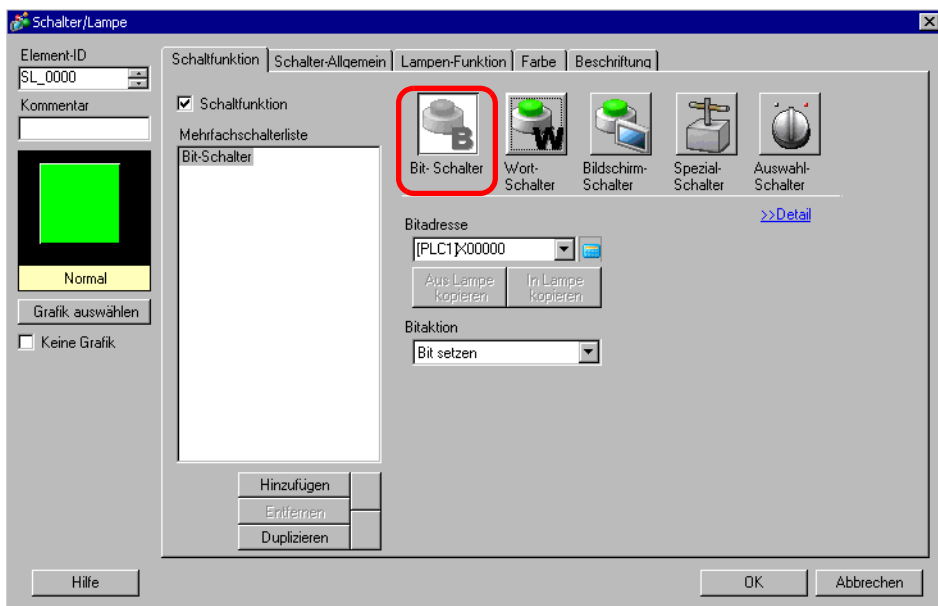 Schalter/Lampe
Element-ID
SL_0000
Kommentar
Normal
Grafik auswählen
Keine Grafik
Schaltfunktion
Schalter-Allgemein
Lampen-Funktion
Farbe
Beschriftung
Schaltfunktion
Mehrfachschalterliste
Bit-Schalter
Hinzufügen
Entfernen
Duplizieren
B
Bit- Schalter
W
Wort-
Schalter
Bildschirm-
Schalter
Spezial-
Schalter
Auswahl-
Schalter
>>Detail
Bitadresse
[PLC1]X00000
Aus Lampe
kopieren
In Lampe
kopieren
Bitaktion
Bit setzen
Hilfe
OK
Abbrechen